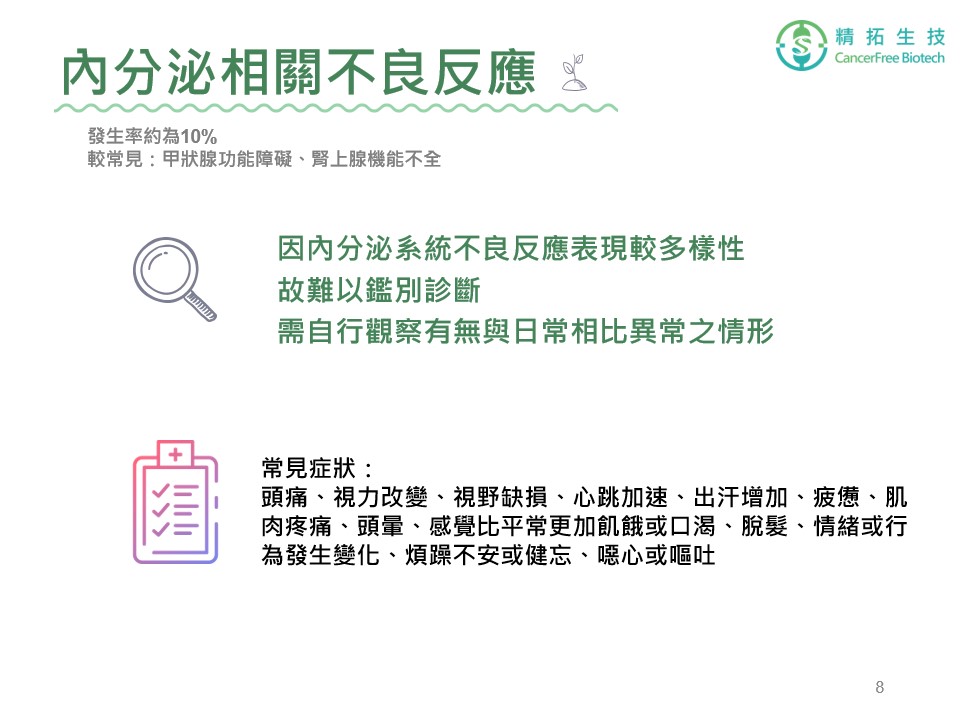 內分泌相關不良反應
精拓生技
CancerFree Biotech
發生率約為10%
較常見：甲狀腺功能障礙、腎上腺機能不全
因內分泌系統不良反應表現較多樣性
故難以鑑別診斷
需自行觀察有無與日常相比異常之情形
常見症狀：
頭痛、視力改變、視野缺損、心跳加速、出汗增加、疲憊、肌
肉疼痛、頭暈、感覺比平常更加飢餓或口渴、脫髮、情緒或行
為發生變化、煩躁不安或健忘、噁心或嘔吐
8